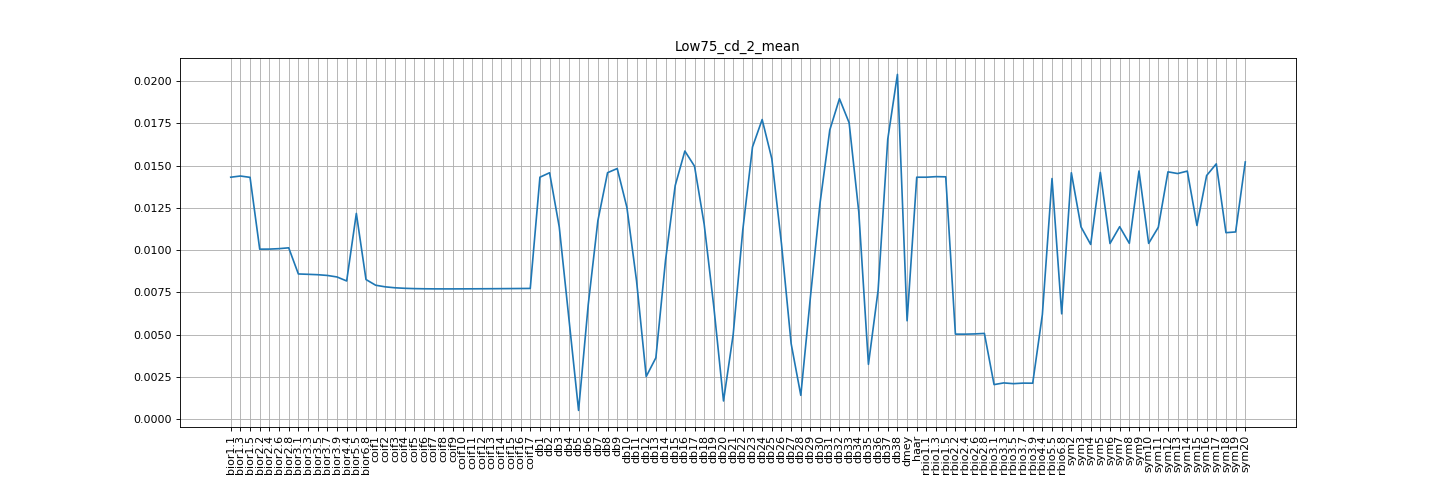 Low75_cd_2_mean
0.0200
0.0175
0.0150
0.0125
0.0100
0.0075
0.0050
0.0025
0.0000
bior1.1
bior1.3
bior1.5
bior2.2
bior2.4
bior2.6
bior2.8
bior3.1
bior3.3
bior3.5
bior3.7
bior3.9
bior4.4
bior5.5
bior6.8
coif1
coif2
coif3
coif4
coif5
coif6
coif7
coif8
coif9
coif10
coif11
coif12
coif13
coif14
coif15
coif16
coif17
db1
db2
db3
db4
db5
db6
db7
db8
db9
db10
db11
db12
db13
db14
db15
db16
db17
db18
db19
db20
db21
db22
db23
db24
db25
db26
db27
db28
db29
db30
db31
db32
db33
db34
db35
db36
db37
db38
dmey
haar
rbio1.1
rbio1.3
rbio1.5
rbio2.2
rbio2.4
rbio2.6
rbio2.8
rbio3.1
rbio3.3
rbio3.5
rbio3.7
rbio3.9
rbio4.4
rbio5.5
rbio6.8
sym2
sym3
sym4
sym5
sym6
sym7
sym8
sym9
sym10
sym11
sym12
sym13
sym14
sym15
sym16
sym17
sym18
sym19
sym20